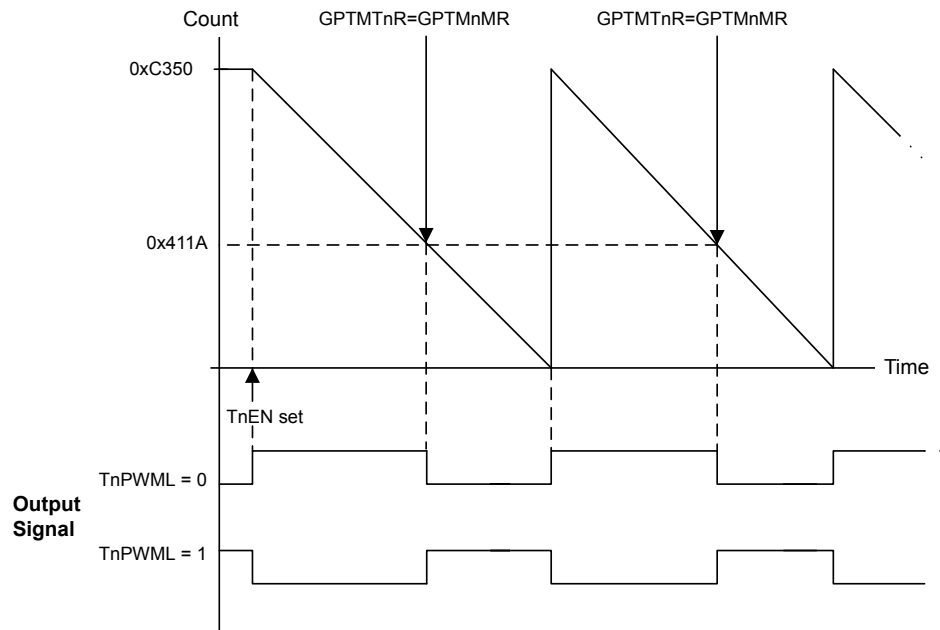 Count
GPTMTnR=GPTMnMR
GPTMTnR=GPTMnMR
0xC350
0x411A
Time
TnEN set
TnPWML = 0
Output
Signal
TnPWML = 1